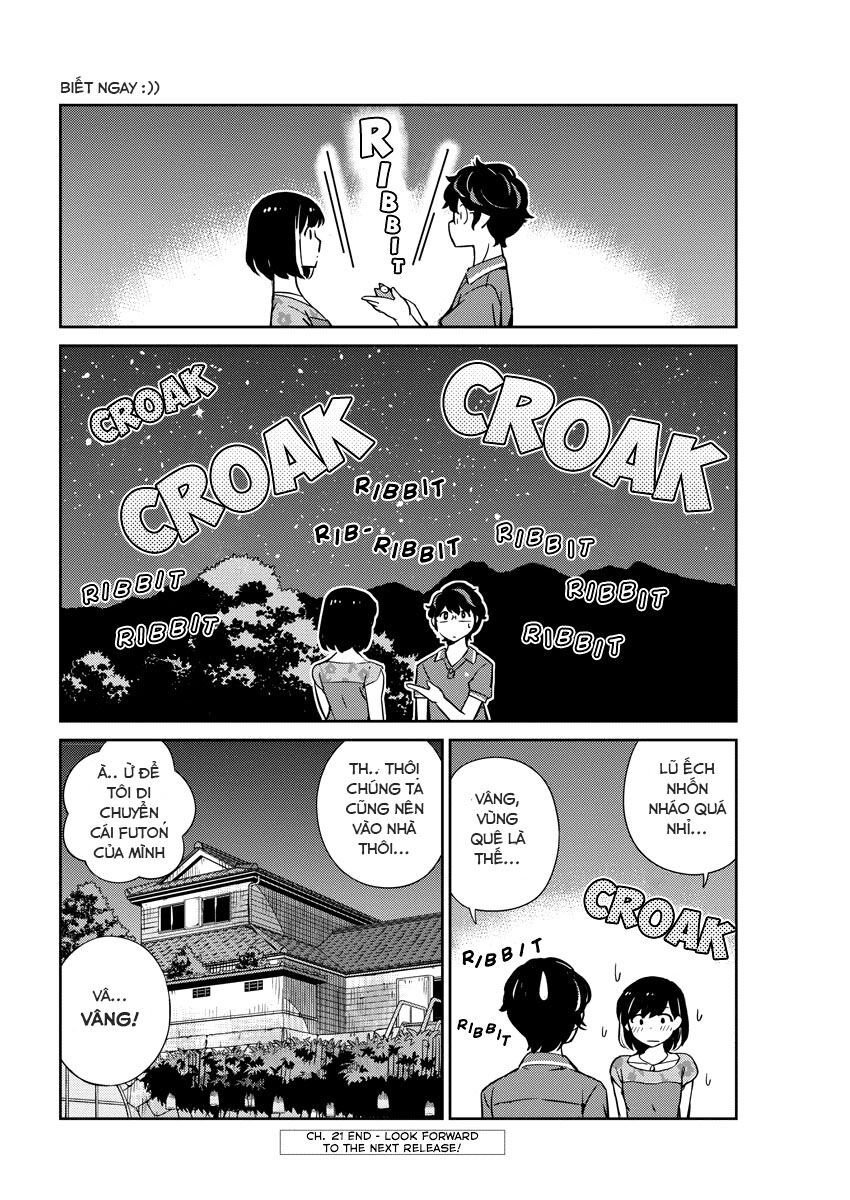 BIẾT NGAY :))
RIBBIT
CROAK
CROAK
CROAK
RIBBIT
RIB-RIBBIT
RIBBIT
RIBBIT
RIBBIT
RIBBIT
RIBBIT
LŨ ẾCH
NHỐN
NHÁO QUÁ
NHỈ...
VÂNG,
VÙNG
QUÊ LÀ
THẾ...
CROAK
RIBBIT
RIBBIT
TH.. THÔI
CHÚNG TA
CŨNG NÊN
VÀO NHÀ
THÔI...
À.. Ừ ĐỂ
TÔI DI
CHUYỂN
CÁI FUTON
CỦA MÌNH
VÂ...
VÂNG!
CH. 21 END - LOOK FORWARD
TO THE NEXT RELEASE!